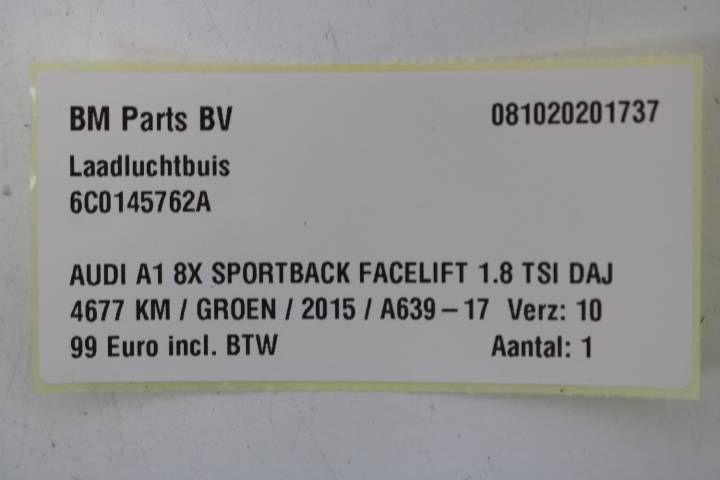 BM Parts BV 081020201737
Laadluchtbuis
6C0145762A
AUDI A1 8X SPORTBACK FACELIFT 1.8 TSI DAJ
4677 KM / GROEN / 2015 / A639-17 Verz: 10
99 Euro incl. BTW Aantal: 1